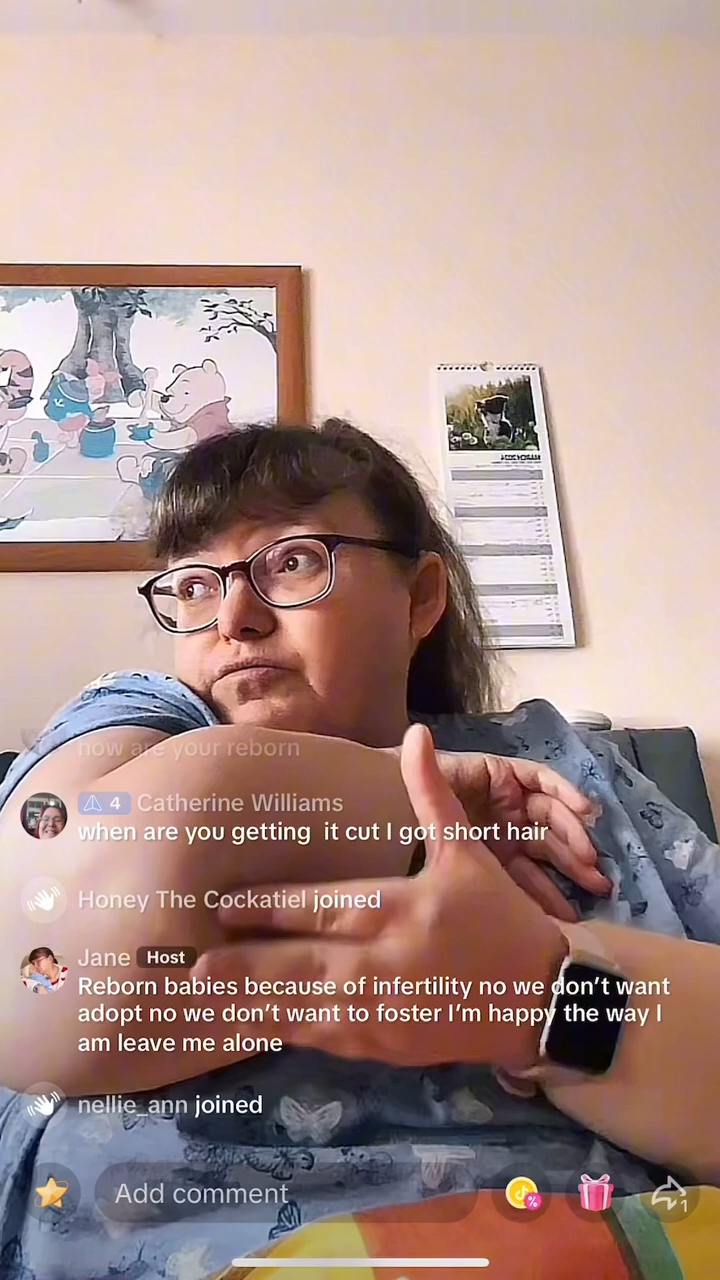 how are your reborn
4 Catherine Williams
when are you getting it cut I got short hair
Honey The Cockatiel joined
Jane Host
Reborn babies because of infertility no we don't want
adopt no we don't want to foster I'm happy the way I
am leave me alone
nellie_ann joined
Add comment
1